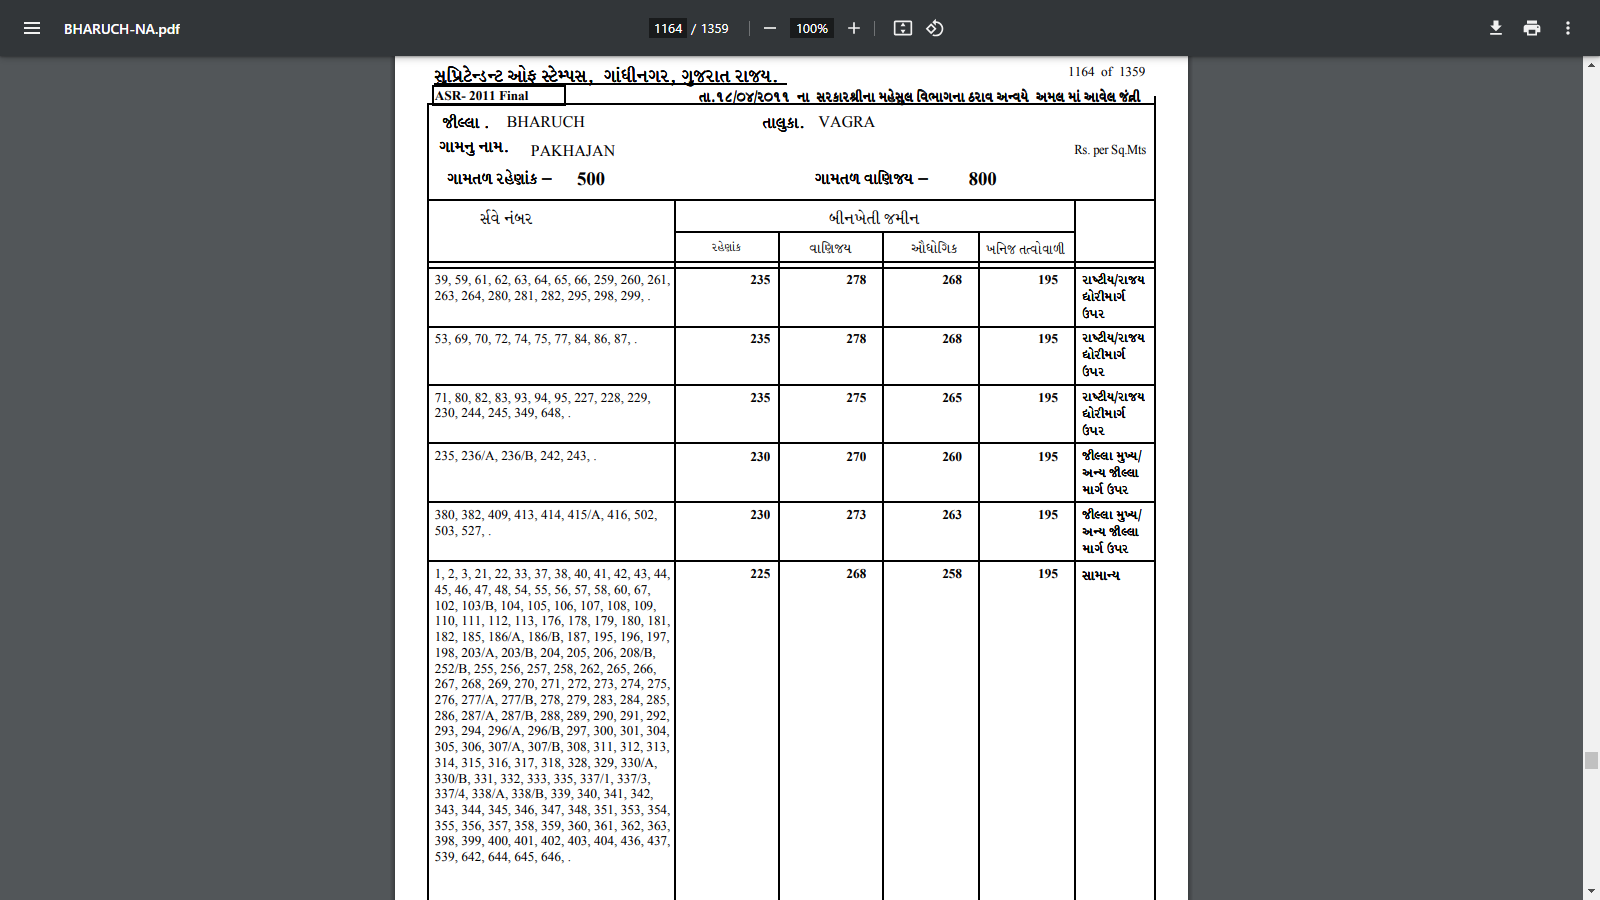 BHARUCH-NA.pdf
1164 / 1359
100%
સુપ્રિટેન્ડન્ટ ઓફ સ્ટેમ્પસ, ગાંધીનગર, ગુજરાત રાજય.
1164 of 1359
ASR- 2011 Final
તા.૧૮/૦૪/૨૦૧૧ ના સરકારશ્રીના મહેસુલ વિભાગના ઠરાવ અન્વયે અમલ માં આવેલ જંત્રી
જીલ્લા . BHARUCH
તાલુકા. VAGRA
ગામનુ નામ. PAKHAJAN
Rs. per Sq.Mts
ગામતળ રહેણાંક – 500
ગામતળ વાણિજય – 800
ર્સવે નંબર
બીનખેતી જમીન
રહેણાંક વાણિજય ઔધોગિક ખનિજ તત્વોવાળી
39, 59, 61, 62, 63, 64, 65, 66, 259, 260, 261, 235 278 268 195 રાષ્ટીય/રાજય
263, 264, 280, 281, 282, 295, 298, 299, . ધોરીમાર્ગ
ઉપર
53, 69, 70, 72, 74, 75, 77, 84, 86, 87, . 235 278 268 195 રાષ્ટીય/રાજય
ધોરીમાર્ગ
ઉપર
71, 80, 82, 83, 93, 94, 95, 227, 228, 229, 235 275 265 195 રાષ્ટીય/રાજય
230, 244, 245, 349, 648, . ધોરીમાર્ગ
ઉપર
235, 236/A, 236/B, 242, 243, . 230 270 260 195 જીલ્લા મુખ્ય/
અન્ય જીલ્લા
માર્ગ ઉપર
380, 382, 409, 413, 414, 415/A, 416, 502, 230 273 263 195 જીલ્લા મુખ્ય/
503, 527, . અન્ય જીલ્લા
માર્ગ ઉપર
1, 2, 3, 21, 22, 33, 37, 38, 40, 41, 42, 43, 44, 225 268 258 195 સામાન્ય
45, 46, 47, 48, 54, 55, 56, 57, 58, 60, 67,
102, 103/B, 104, 105, 106, 107, 108, 109,
110, 111, 112, 113, 176, 178, 179, 180, 181,
182, 185, 186/A, 186/B, 187, 195, 196, 197,
198, 203/A, 203/B, 204, 205, 206, 208/B,
252/B, 255, 256, 257, 258, 262, 265, 266,
267, 268, 269, 270, 271, 272, 273, 274, 275,
276, 277/A, 277/B, 278, 279, 283, 284, 285,
286, 287/A, 287/B, 288, 289, 290, 291, 292,
293, 294, 296/A, 296/B, 297, 300, 301, 304,
305, 306, 307/A, 307/B, 308, 311, 312, 313,
314, 315, 316, 317, 318, 328, 329, 330/A,
330/B, 331, 332, 333, 335, 337/1, 337/3,
337/4, 338/A, 338/B, 339, 340, 341, 342,
343, 344, 345, 346, 347, 348, 351, 353, 354,
355, 356, 357, 358, 359, 360, 361, 362, 363,
398, 399, 400, 401, 402, 403, 404, 436, 437,
539, 642, 644, 645, 646, .